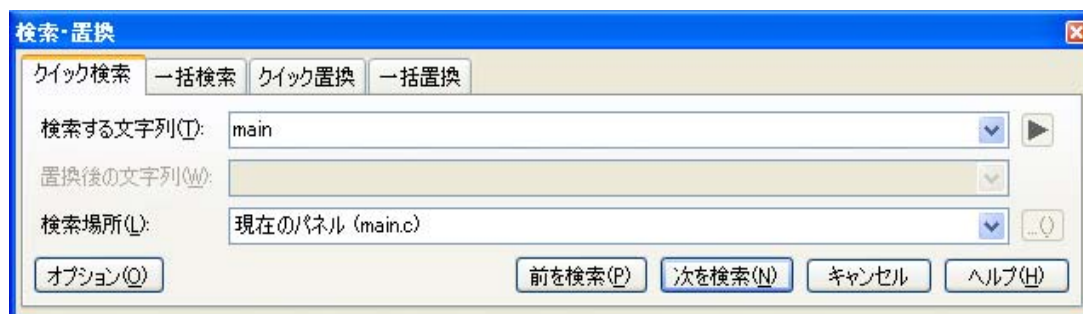 検索・置換
クイック検索 一括検索 クイック置換 一括置換
検索する文字列(T): main
置換後の文字列(W):
検索場所(L): 現在のパネル (main.c) ...()
オプション(O) 前を検索(P) 次を検索(N) キャンセル ヘルプ(H)